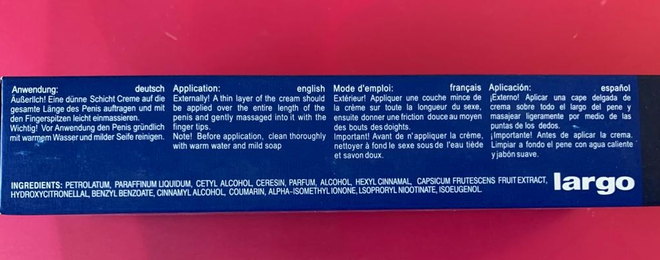 Anwendung: deutsch
Äußerllch! Eine dünne Schicht Creme auf die
gesamte Länge des Penis auftragen und mit
den Fingerspitzen leicht einmassieren.
Wichtig! Vor Anwendung den Penis gründlich
mit warmem Wasser und milder Seife reinigen.
Application: english
Externally! A thin layer of the cream should
be applied over the entire length of the
penis and gently massaged into it with the
finger tips.
Note! Before application, clean thoroughly
with warm water and mild soap
Mode d'emploi: français
Extérieur! Appliquer une couche mince de
la crème sur toute la longueur du sexe,
ensuite donner une friction douce au moyen
des bouts des doights.
Important! Avant de n'appliquer la crème,
nettoyer à fond le sexe sous de l'eau tiède
et savon doux.
Aplicación: español
¡Externo! Aplicar una cape delgada de
crema sobre todo el largo del pene y
masajear ligeramente por medio de las
puntas de los dedos.
¡Importante! Antes de aplicar la crema.
Limpiar a fondo el pene con agua caliente
y jabón suave.
INGREDIENTS: PETROLATUM, PARAFFINUM LIQUIDUM, CETYL ALCOHOL, CERESIN, PARFUM, ALCOHOL, HEXYL CINNAMAL, CAPSICUM FRUTESCENS FRUIT EXTRACT,
HYDROXYCITRONELLAL, BENZYL BENZOATE, CINNAMYL ALCOHOL, COUMARIN, ALPHA-ISOMETHYL IONONE, LSOPRORYL NIOOTINATE, ISOEUGENOL.
largo